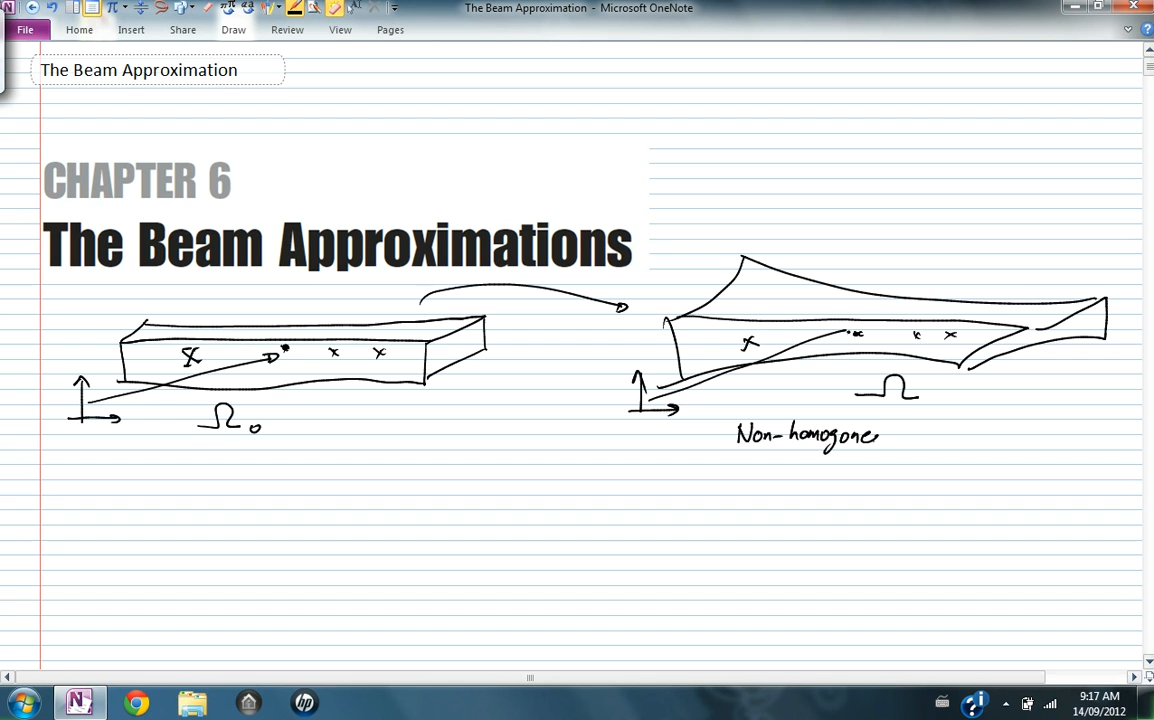 The Beam Approximation - Microsoft OneNote
File Home Insert Share Draw Review View Pages
The Beam Approximation
CHAPTER 6
The Beam Approximations
X x x
X x x x
Ω₀
Ω
Non-homogone
9:17 AM
14/09/2012